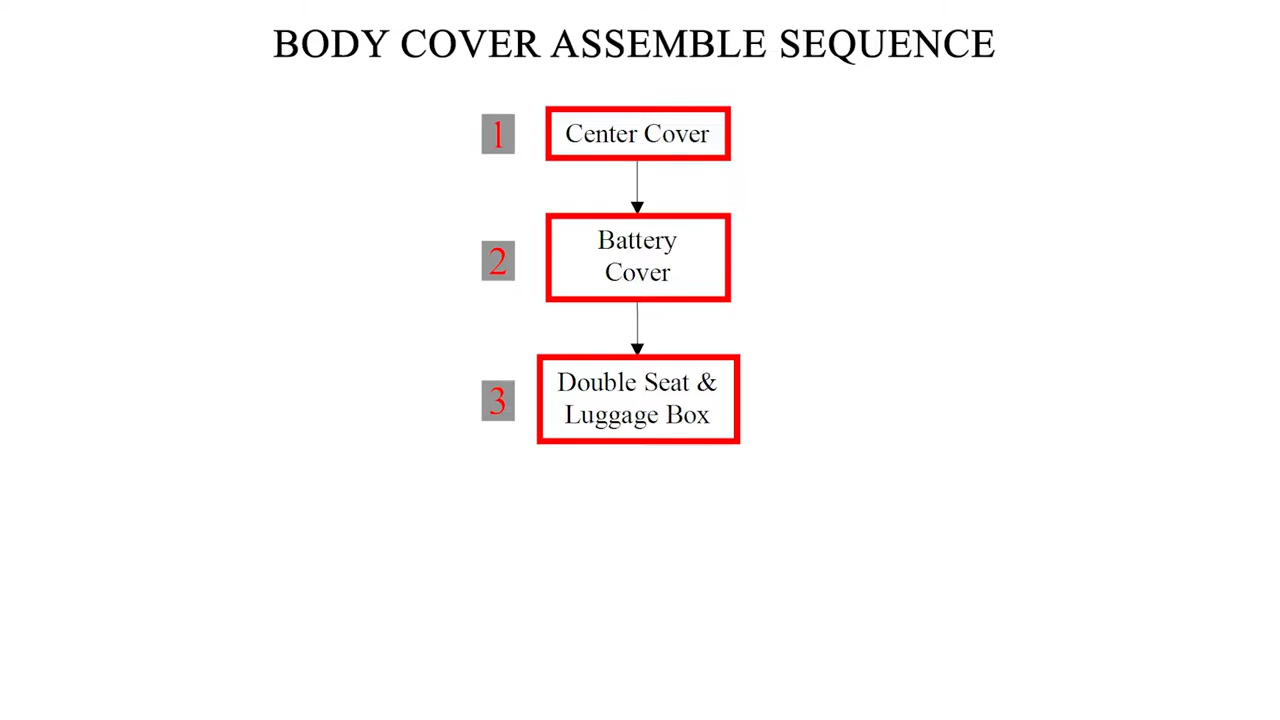 BODY COVER ASSEMBLE SEQUENCE
1
Center Cover
2
Battery
Cover
3
Double Seat &
Luggage Box